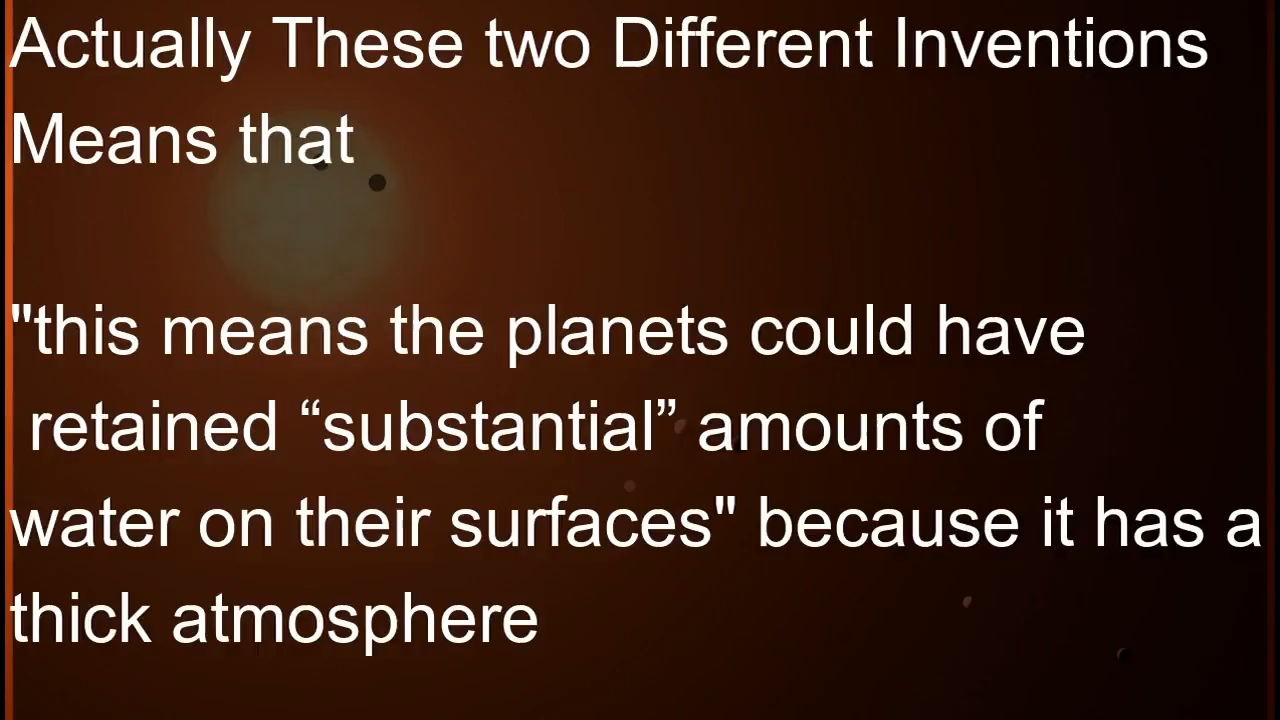 Actually These two Different Inventions
Means that
"this means the planets could have
retained “substantial” amounts of
water on their surfaces" because it has a
thick atmosphere